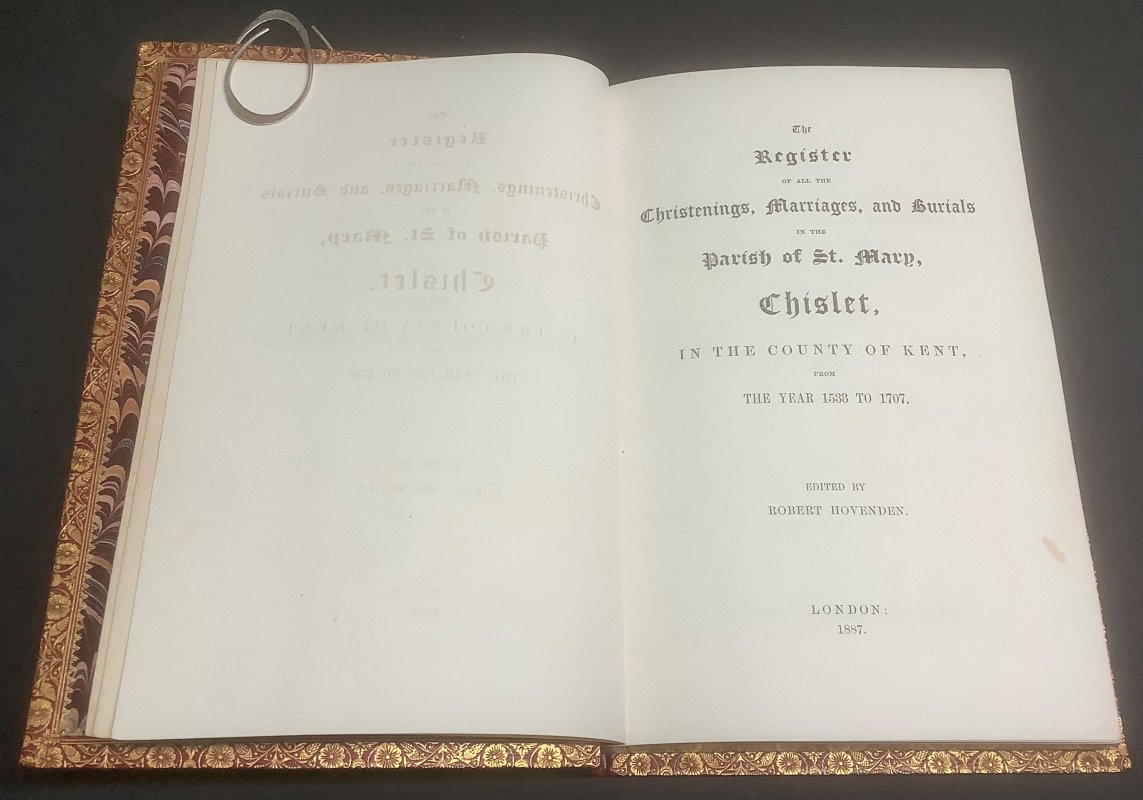 The
Register
OF ALL THE
Christenings, Marriages, and Burials
IN THE
Parish of St. Mary,
Chislet,
IN THE COUNTY OF KENT,
FROM
THE YEAR 1538 TO 1707.
EDITED BY
ROBERT HOVENDEN.
LONDON:
1887.